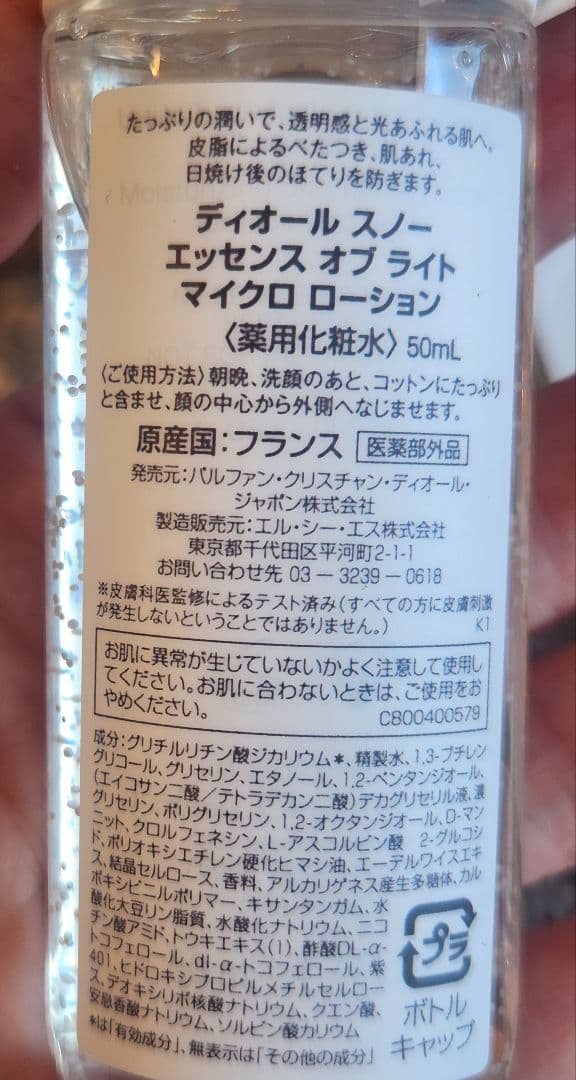 たっぷりの潤いで、透明感と光あふれる肌へ。
皮脂によるべたつき、肌あれ、
日焼け後のほてりを防ぎます。
ディオール スノー
エッセンス オブ ライト
マイクロ ローション
〈薬用化粧水〉50mL
〈ご使用方法〉朝晩、洗顔のあと、コットンにたっぷり
と含ませ、顔の中心から外側へなじませます。
原産国：フランス 医薬部外品
発売元：パルファン・クリスチャン・ディオール・
ジャポン株式会社
製造販売元：エル・シー・エス株式会社
東京都千代田区平河町2-1-1
お問い合わせ先 03－3239－0618
※皮膚科医監修によるテスト済み（すべての方に皮膚刺激
が発生しないということではありません。） K1
お肌に異常が生じていないかよく注意して使用し
てください。お肌に合わないときは、ご使用をお
やめください。 C800400579
成分：グリチルリチン酸ジカリウム*、精製水、1,3-ブチレン
グリコール、グリセリン、エタノール、1,2-ペンタンジオール、
（エイコサン二酸／テトラデカン二酸）デカグリセリル液、濃
グリセリン、ポリグリセリン、1,2-オクタンジオール、D-マン
ニット、クロルフェネシン、L-アスコルビン酸 2-グルコシ
ド、ポリオキシエチレン硬化ヒマシ油、エーデルワイスエキ
ス、結晶セルロース、香料、アルカリゲネス産生多糖体、カル
ボキシビニルポリマー、キサンタンガム、水
酸化大豆リン脂質、水酸化ナトリウム、ニコ
チン酸アミド、トウキエキス（1）、酢酸DL-α-
トコフェロール、dl-α-トコフェロール、紫
401、ヒドロキシプロピルメチルセルロー
ス、デオキシリボ核酸ナトリウム、クエン酸、
安息香酸ナトリウム、ソルビン酸カリウム
*は「有効成分」、無表示は「その他の成分」
プラ
ボトル
キャップ